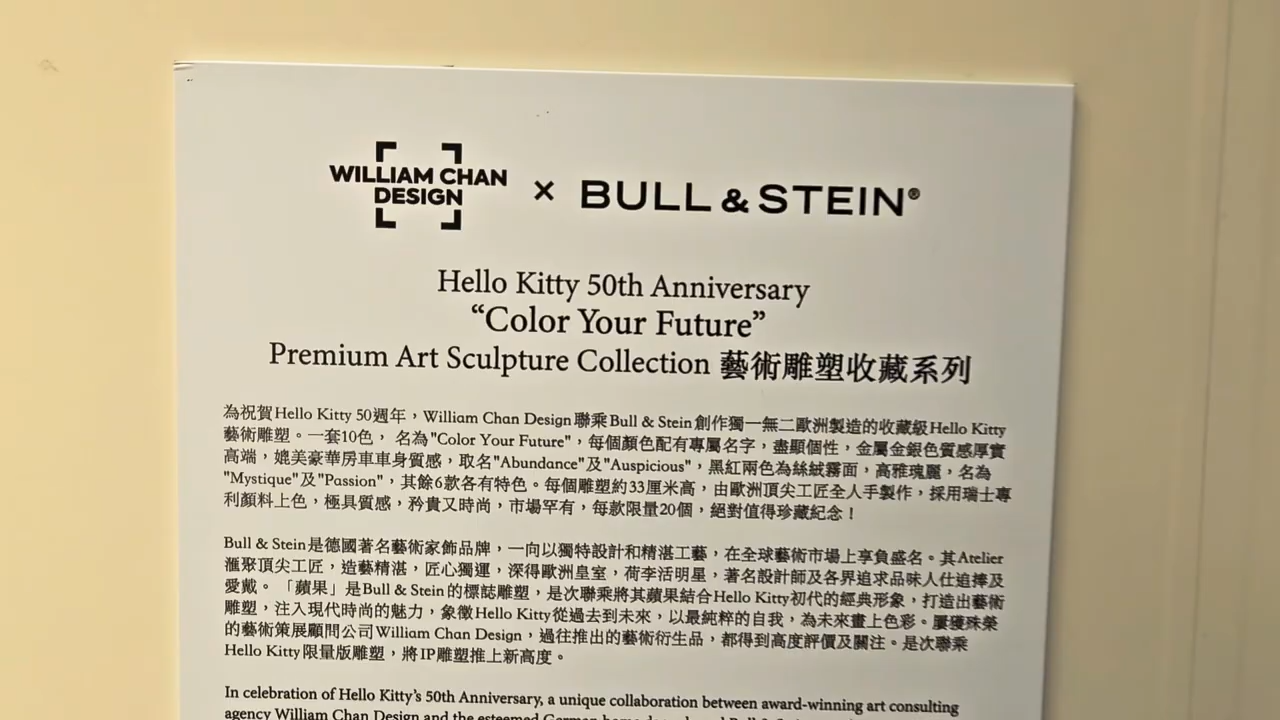 WILLIAM CHAN
DESIGN
× BULL & STEIN®
Hello Kitty 50th Anniversary
“Color Your Future”
Premium Art Sculpture Collection 藝術雕塑收藏系列
為祝賀Hello Kitty 50週年，William Chan Design聯乘Bull & Stein創作獨一無二歐洲製造的收藏級Hello Kitty
藝術雕塑。一套10色， 名為"Color Your Future"，每個顏色配有專屬名字，盡顯個性，金屬金銀色質感厚實
高端，媲美豪華房車車身質感，取名"Abundance"及"Auspicious"，黑紅兩色為絲絨霧面，高雅瑰麗，名為
"Mystique"及"Passion"，其餘6款各有特色。每個雕塑約33厘米高，由歐洲頂尖工匠全人手製作，採用瑞士專
利顏料上色，極具質感，矜貴又時尚，市場罕有，每款限量20個，絕對值得珍藏紀念！
Bull & Stein是德國著名藝術家飾品牌，一向以獨特設計和精湛工藝，在全球藝術市場上享負盛名。其Atelier
滙聚頂尖工匠，造藝精湛，匠心獨運，深得歐洲皇室，荷李活明星，著名設計師及各界追求品味人仕追捧及
愛戴。「蘋果」是Bull & Stein的標誌雕塑，是次聯乘將其蘋果結合Hello Kitty初代的經典形象，打造出藝術
雕塑，注入現代時尚的魅力，象徵Hello Kitty從過去到未來，以最純粹的自我，為未來畫上色彩。屢獲殊榮
的藝術策展顧問公司William Chan Design，過往推出的藝術衍生品，都得到高度評價及關注。是次聯乘
Hello Kitty限量版雕塑，將IP雕塑推上新高度。
In celebration of Hello Kitty’s 50th Anniversary, a unique collaboration between award-winning art consulting
agency William Chan Design and the esteemed German home